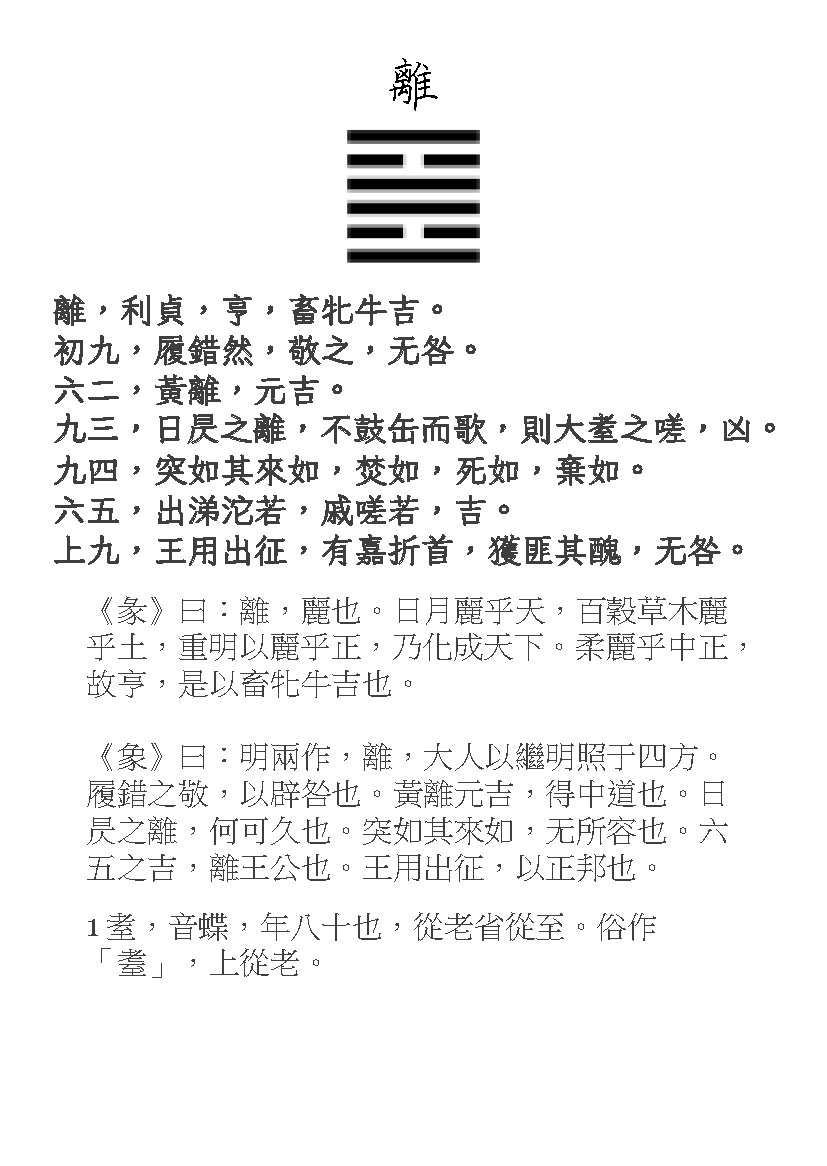 離
離，利貞，亨，畜牝牛吉。
初九，履錯然，敬之，无咎。
六二，黃離，元吉。
九三，日昃之離，不鼓缶而歌，則大耊之嗟，凶。
九四，突如其來如，焚如，死如，棄如。
六五，出涕沱若，戚嗟若，吉。
上九，王用出征，有嘉折首，獲匪其醜，无咎。
《彖》曰：離，麗也。日月麗乎天，百穀草木麗
乎土，重明以麗乎正，乃化成天下。柔麗乎中正，
故亨，是以畜牝牛吉也。
《象》曰：明兩作，離，大人以繼明照于四方。
履錯之敬，以辟咎也。黃離元吉，得中道也。日
昃之離，何可久也。突如其來如，无所容也。六
五之吉，離王公也。王用出征，以正邦也。
1耊，音蝶，年八十也，從老省從至。俗作
「耋」，上從老。